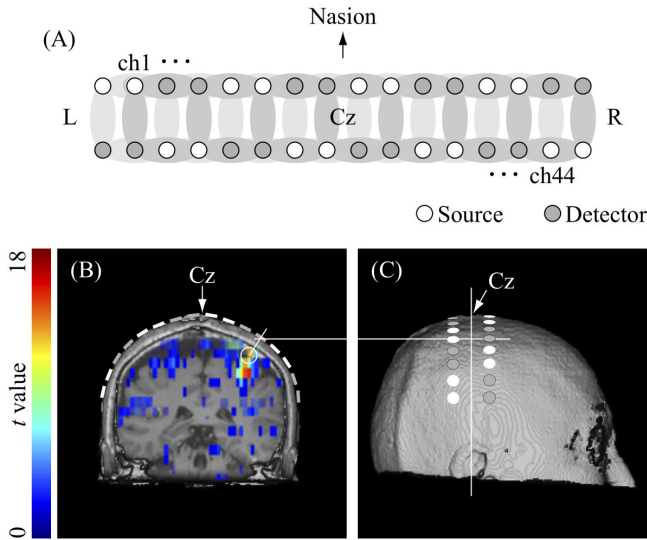 Nasion
(A)
ch1 ···
L
Cz
R
··· ch44
Source
Detector
18
t value
0
(B)
Cz
(C)
Cz